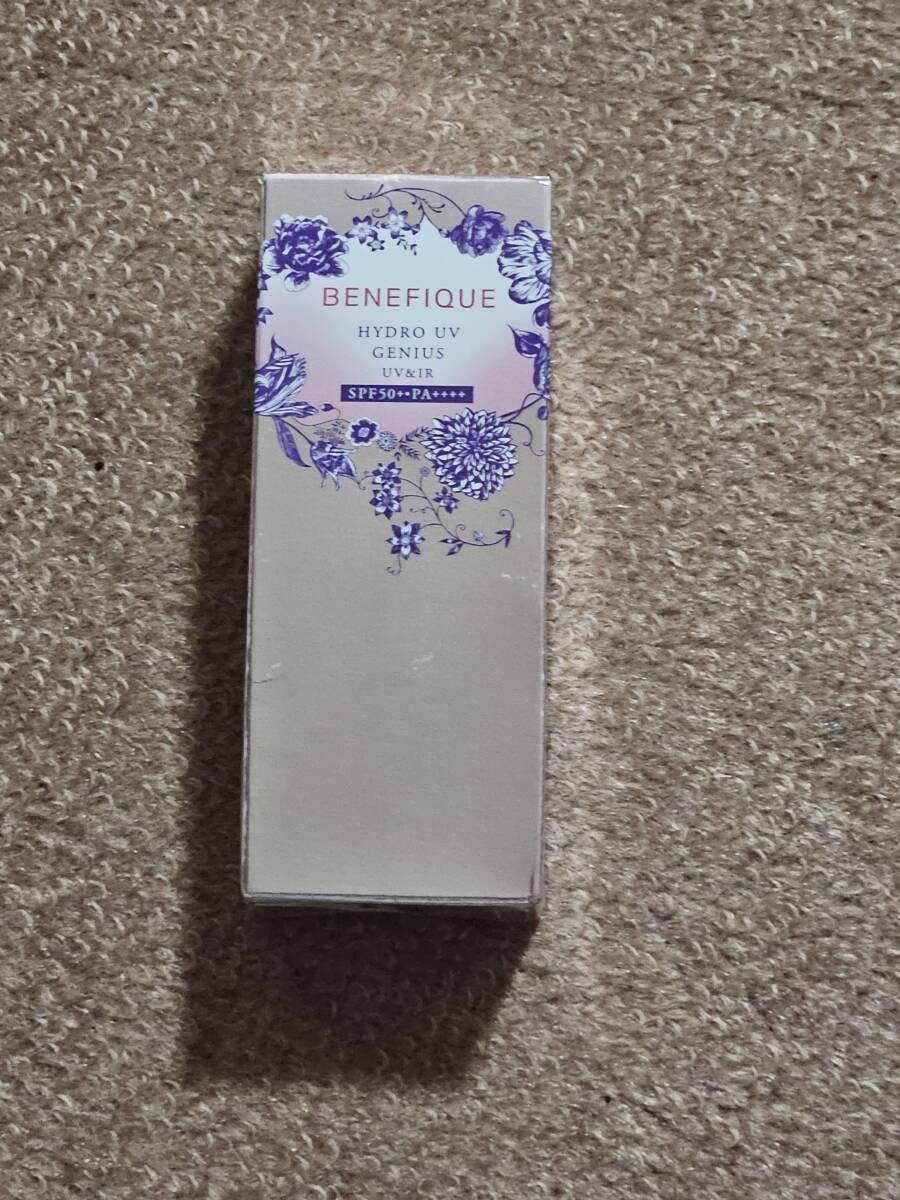 BENEFIQUE
HYDRO UV
GENIUS
UV&IR
SPF50+•PA++++